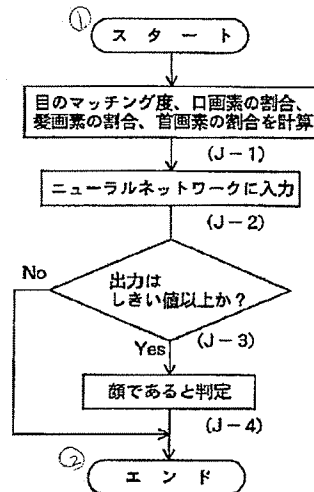 ①
スタート
目のマッチング度、口画素の割合、
髪画素の割合、首画素の割合を計算
(J－1)
ニューラルネットワークに入力
(J－2)
No
出力は
しきい値以上か？
Yes
(J－3)
顔であると判定
(J－4)
②
エンド